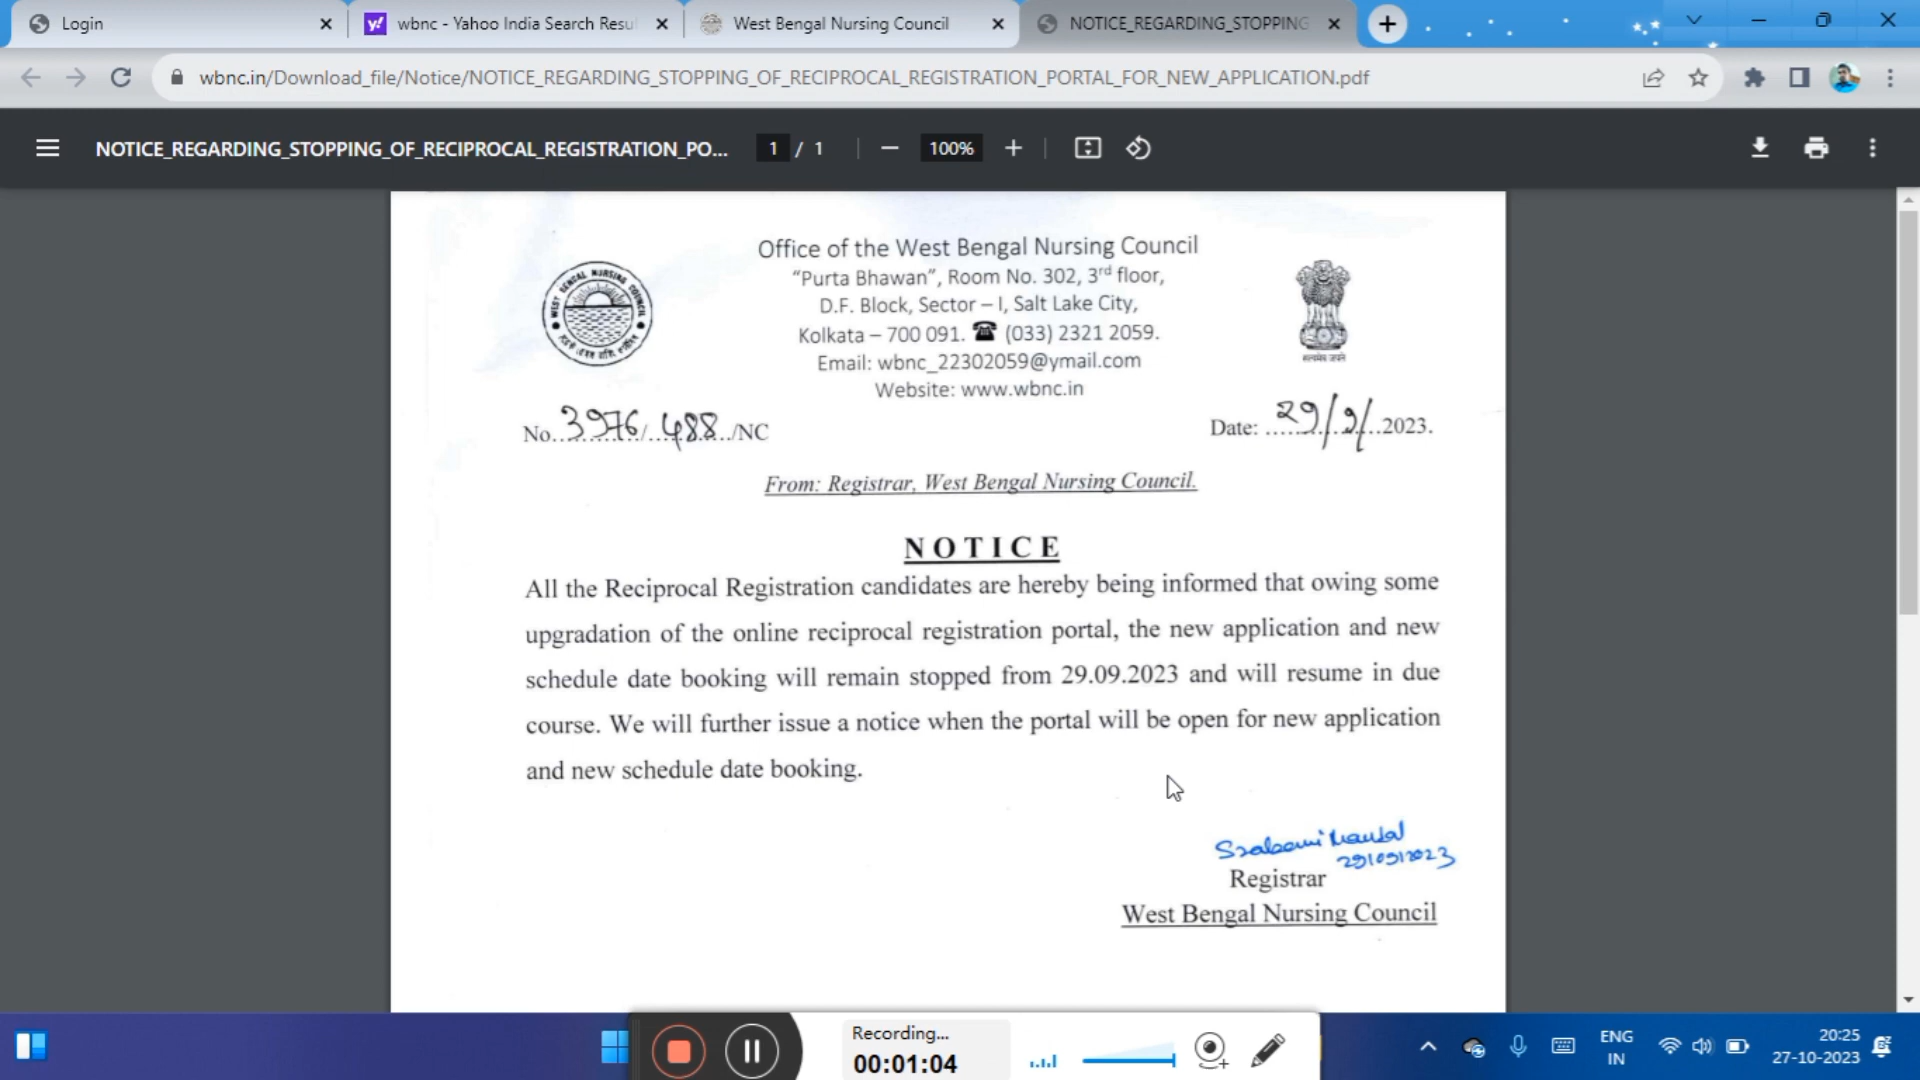 Login
wbnc - Yahoo India Search Resu
West Bengal Nursing Council
NOTICE_REGARDING_STOPPING
wbnc.in/Download_file/Notice/NOTICE_REGARDING_STOPPING_OF_RECIPROCAL_REGISTRATION_PORTAL_FOR_NEW_APPLICATION.pdf
NOTICE_REGARDING_STOPPING_OF_RECIPROCAL_REGISTRATION_PO... 1 / 1 100%
Office of the West Bengal Nursing Council
"Purta Bhawan", Room No. 302, 3rd floor,
D.F. Block, Sector – I, Salt Lake City,
Kolkata – 700 091. ☎ (033) 2321 2059.
Email: wbnc_22302059@ymail.com
Website: www.wbnc.in
WEST BENGAL NURSING COUNCIL
सत्यमेव जयते
No. 3976/ 488 /NC Date: 29/9/ 2023.
From: Registrar, West Bengal Nursing Council.
NOTICE
All the Reciprocal Registration candidates are hereby being informed that owing some
upgradation of the online reciprocal registration portal, the new application and new
schedule date booking will remain stopped from 29.09.2023 and will resume in due
course. We will further issue a notice when the portal will be open for new application
and new schedule date booking.
29/09/2023
Registrar
West Bengal Nursing Council
Recording...
00:01:04
ENG
IN
20:25
27-10-2023